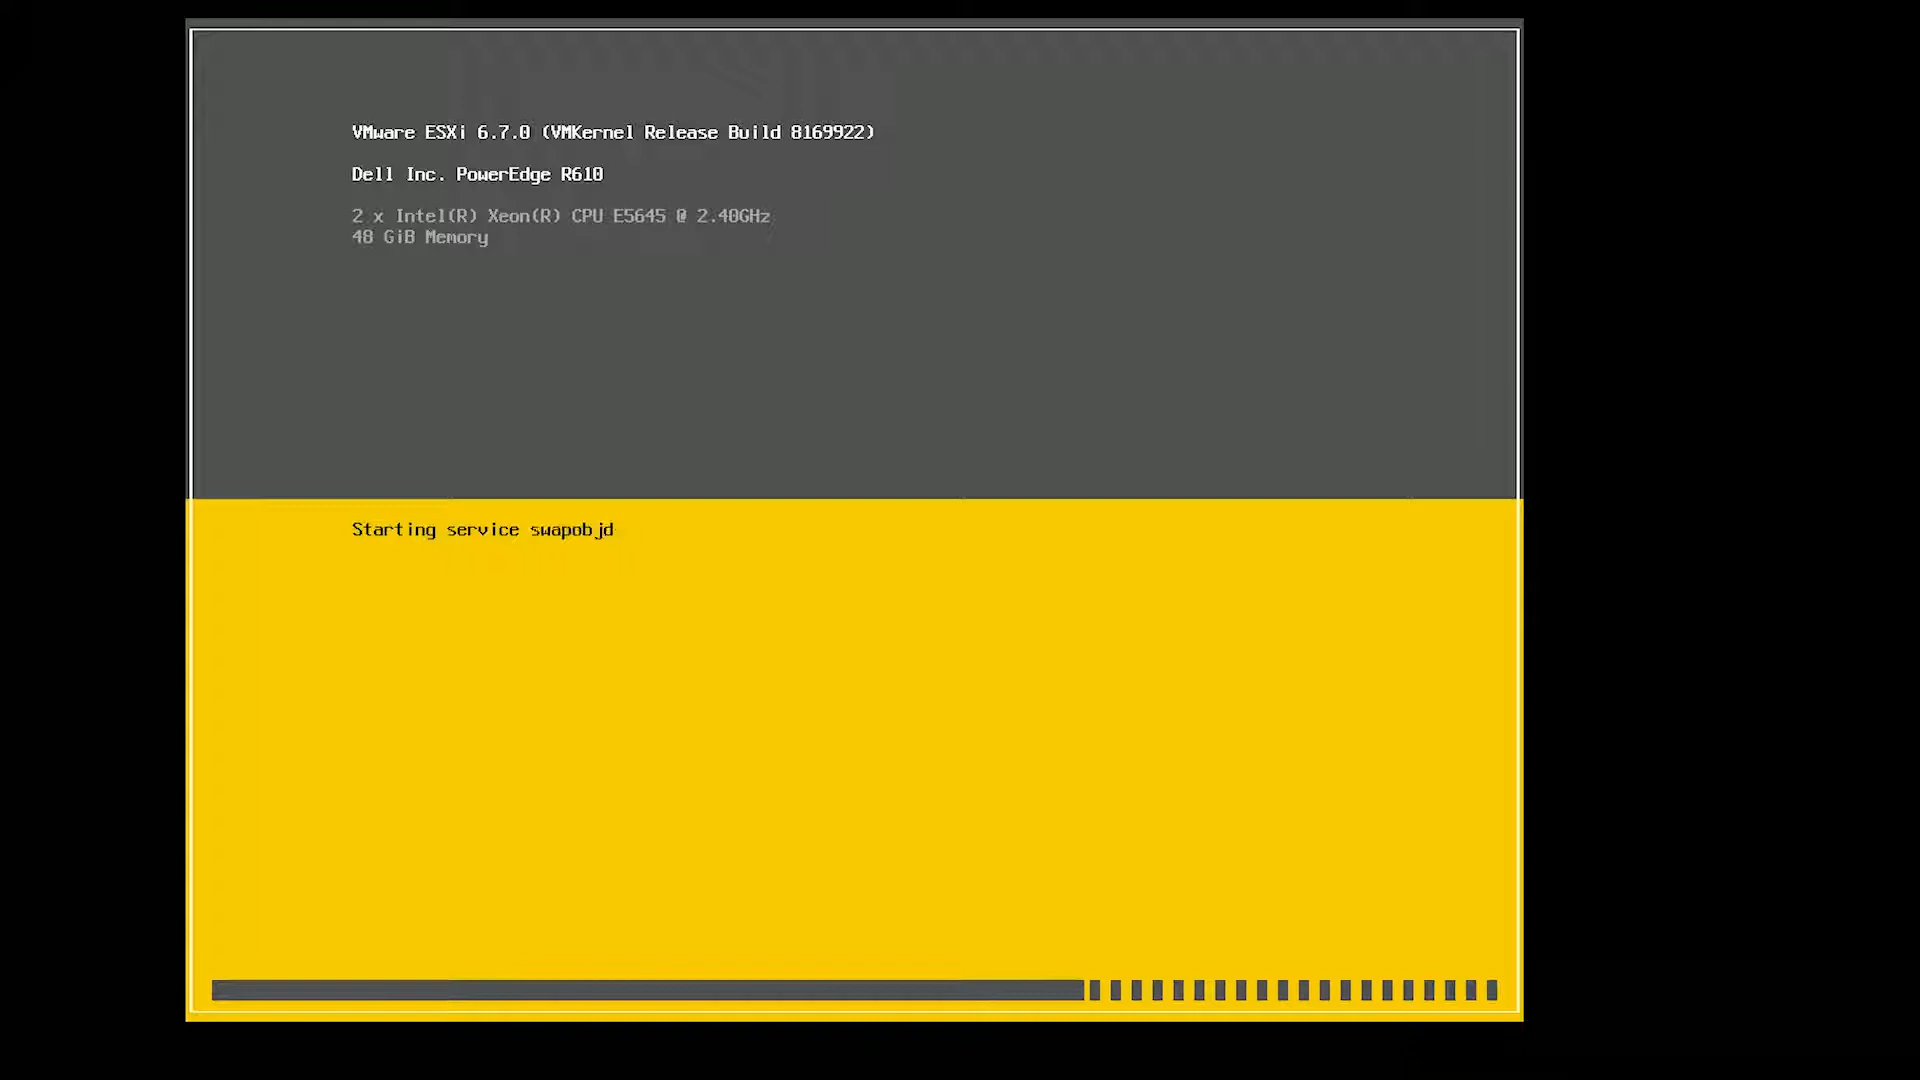 VMware ESXi 6.7.0 (VMKernel Release Build 8169922)
Dell Inc. PowerEdge R610
2 x Intel(R) Xeon(R) CPU E5645 @ 2.40GHz
48 GiB Memory
Starting service swapobjd